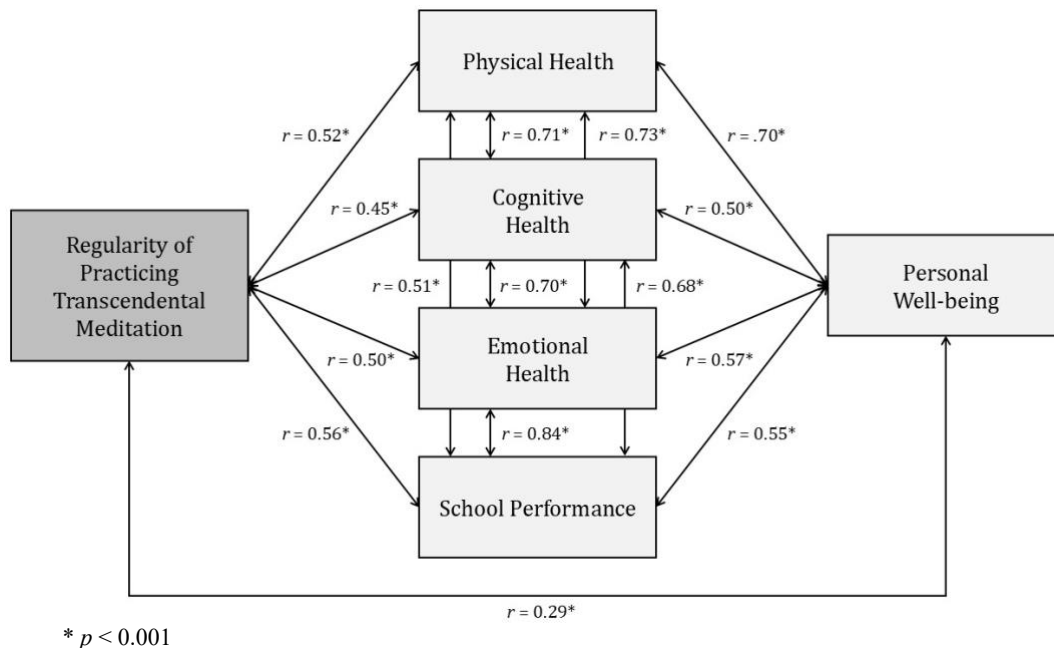 Physical Health
r = 0.52*
r = 0.71*
r = 0.73*
r = .70*
Cognitive
Health
r = 0.45*
r = 0.50*
Regularity of
Practicing
Transcendental
Meditation
Personal
Well-being
r = 0.51*
r = 0.70*
r = 0.68*
Emotional
Health
r = 0.50*
r = 0.57*
r = 0.56*
r = 0.84*
r = 0.55*
School Performance
r = 0.29*
* p < 0.001